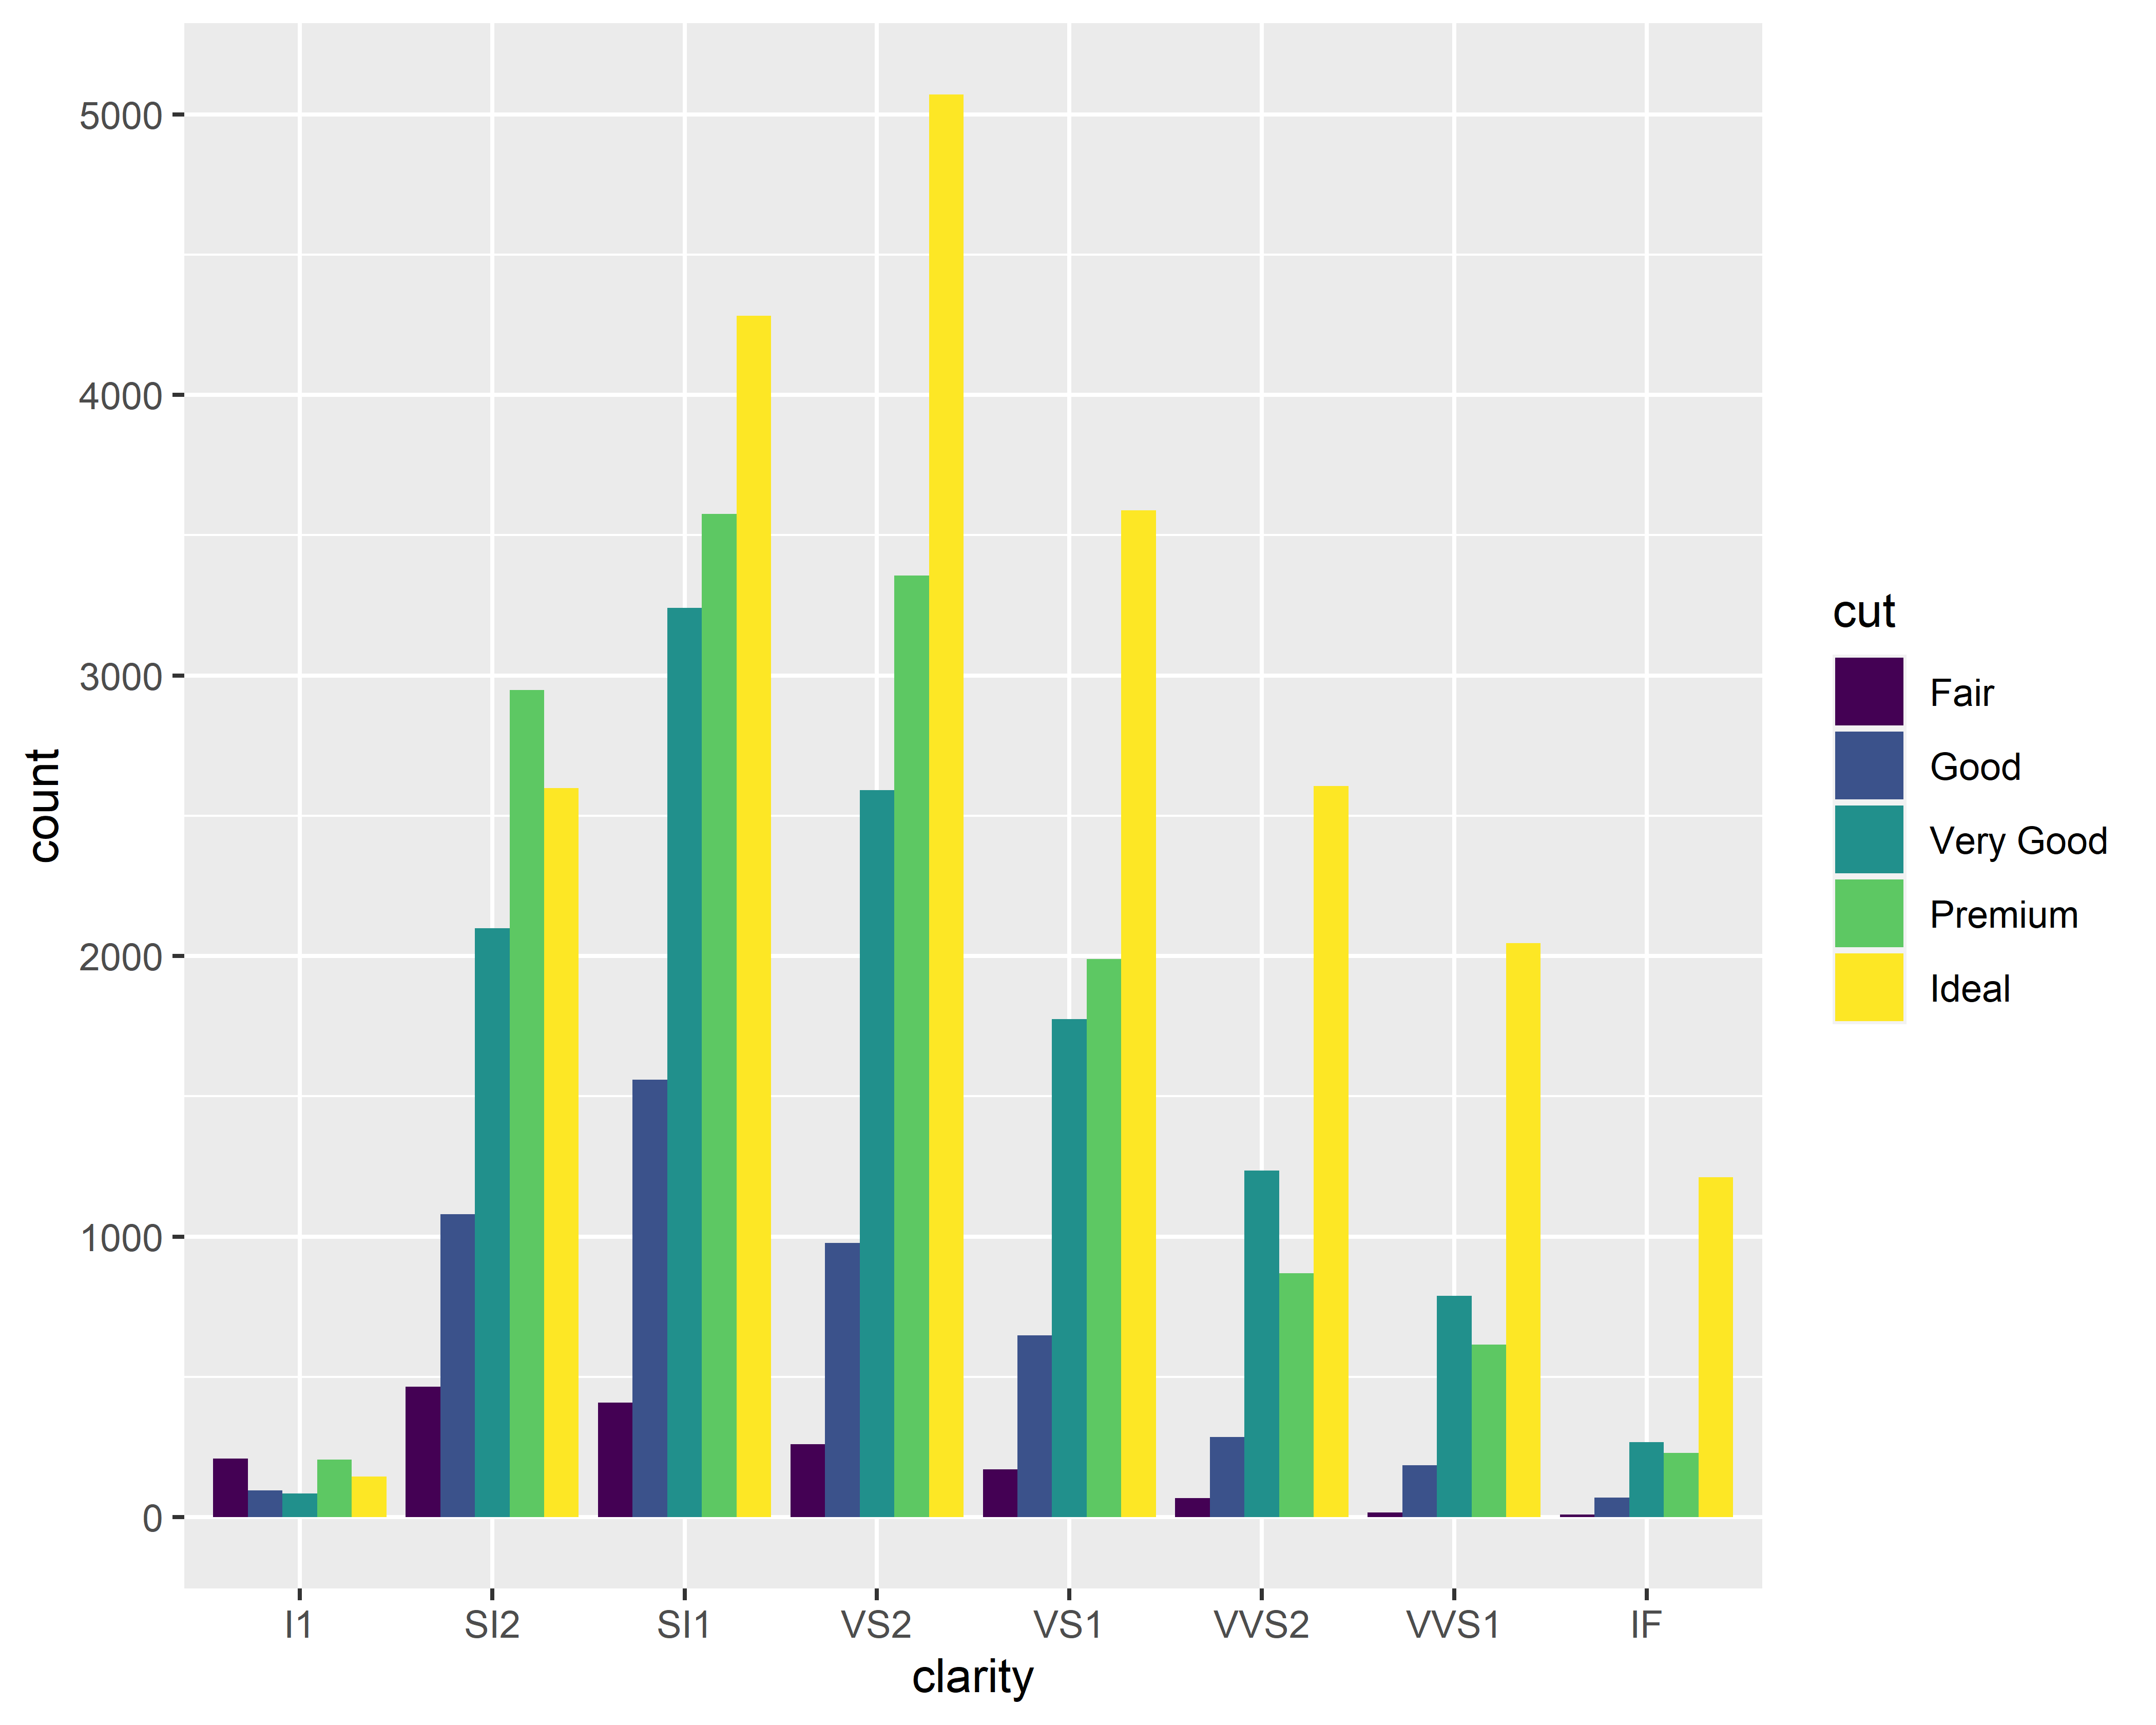 5000
4000
3000
2000
1000
0
count
I1 SI2 SI1 VS2 VS1 VVS2 VVS1 IF
clarity
cut
Fair
Good
Very Good
Premium
Ideal